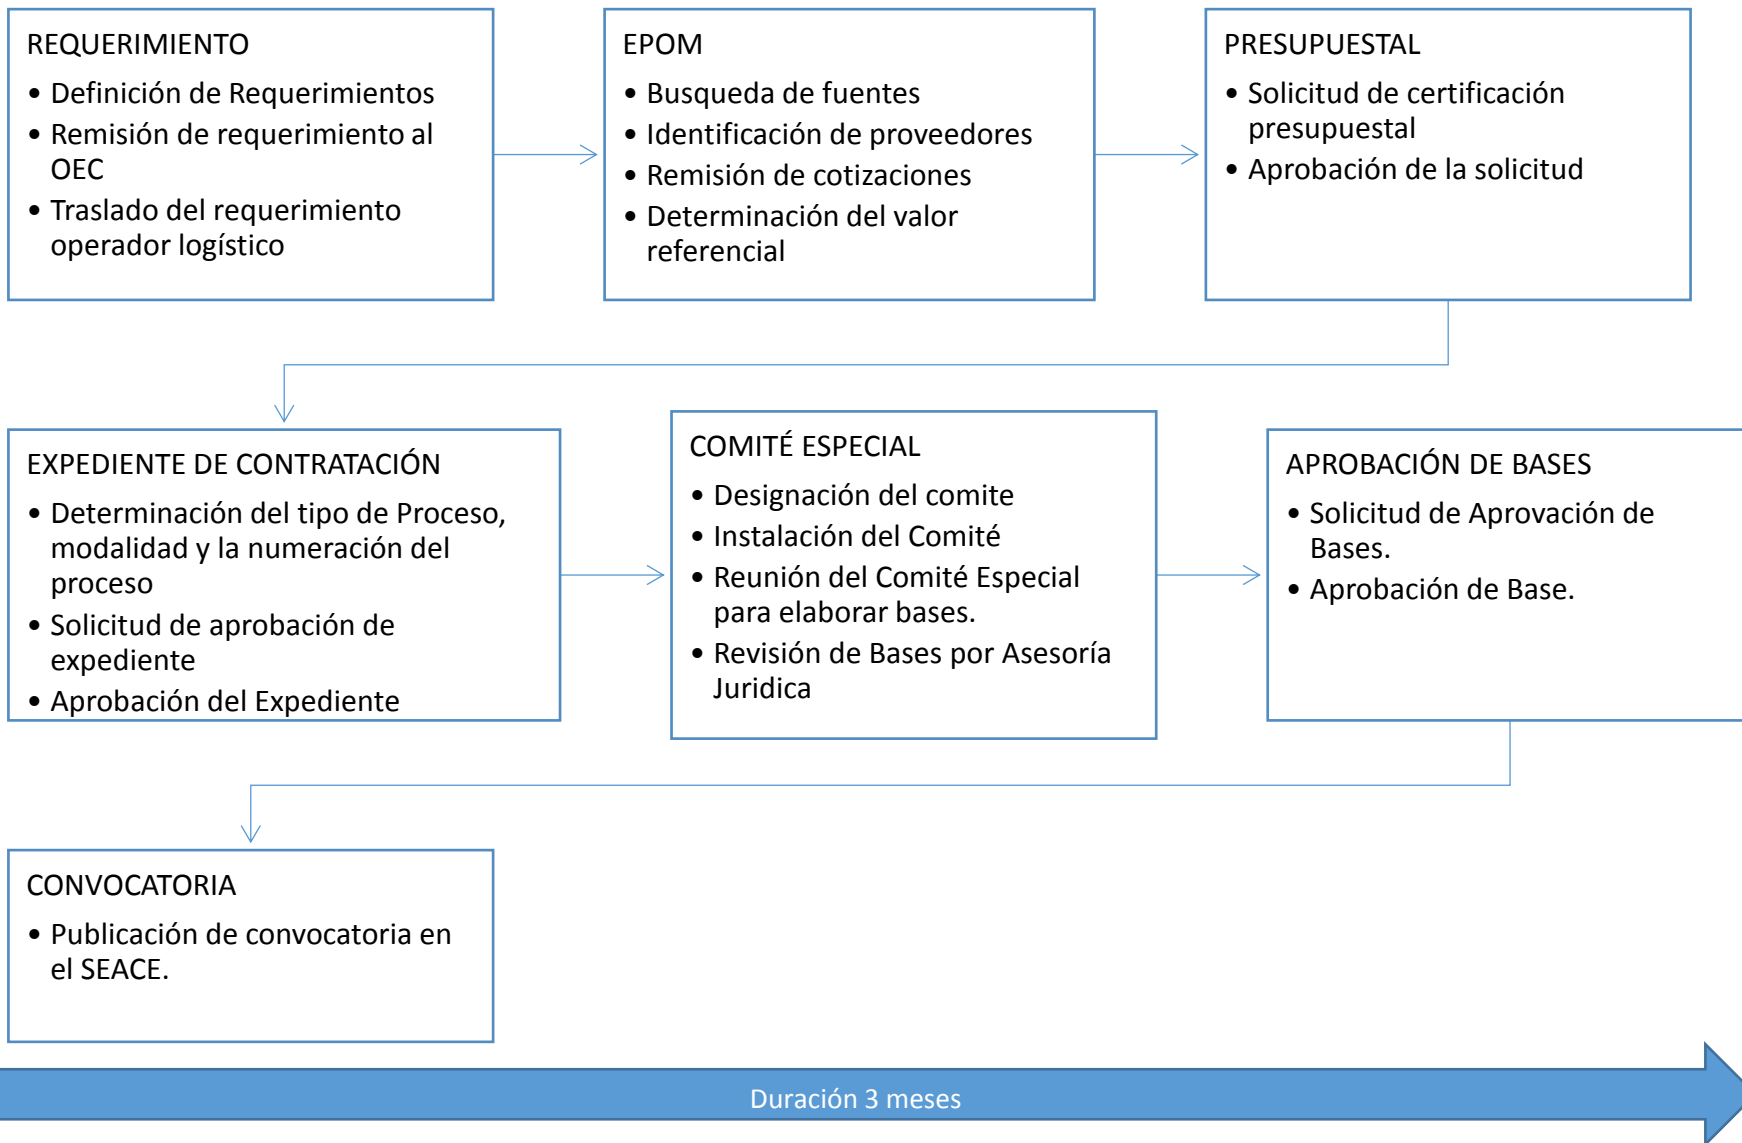 REQUERIMIENTO
• Definición de Requerimientos
• Remisión de requerimiento al
OEC
• Traslado del requerimiento
operador logístico
EPOM
• Busqueda de fuentes
• Identificación de proveedores
• Remisión de cotizaciones
• Determinación del valor
referencial
PRESUPUESTAL
• Solicitud de certificación
presupuestal
• Aprobación de la solicitud
EXPEDIENTE DE CONTRATACIÓN
• Determinación del tipo de Proceso,
modalidad y la numeración del
proceso
• Solicitud de aprobación de
expediente
• Aprobación del Expediente
COMITÉ ESPECIAL
• Designación del comite
• Instalación del Comité
• Reunión del Comité Especial
para elaborar bases.
• Revisión de Bases por Asesoría
Juridica
APROBACIÓN DE BASES
• Solicitud de Aprovación de
Bases.
• Aprobación de Base.
CONVOCATORIA
• Publicación de convocatoria en
el SEACE.
Duración 3 meses